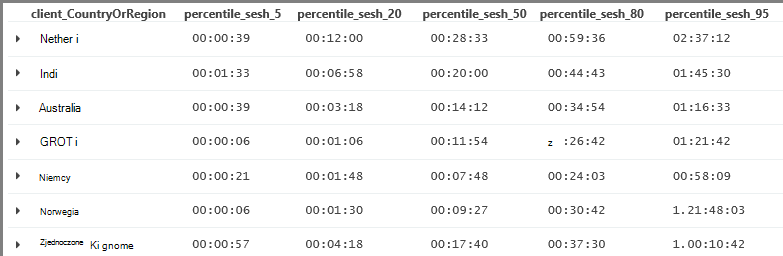 client_CountryOrRegion percentile_sesh_5 percentile_sesh_20 percentile_sesh_50 percentile_sesh_80 percentile_sesh_95
Nether i 00:00:39 00:12:00 00:28:33 00:59:36 02:37:12
Indi 00:01:33 00:06:58 00:20:00 00:44:43 01:45:30
Australia 00:00:39 00:03:18 00:14:12 00:34:54 01:16:33
GROT i 00:00:06 00:01:06 00:11:54 z :26:42 01:21:42
Niemcy 00:00:21 00:01:48 00:07:48 00:24:03 00:58:09
Norwegia 00:00:06 00:01:30 00:09:27 00:30:42 1.21:48:03
Zjednoczone Ki gnome 00:00:57 00:04:18 00:17:40 00:37:30 1.00:10:42